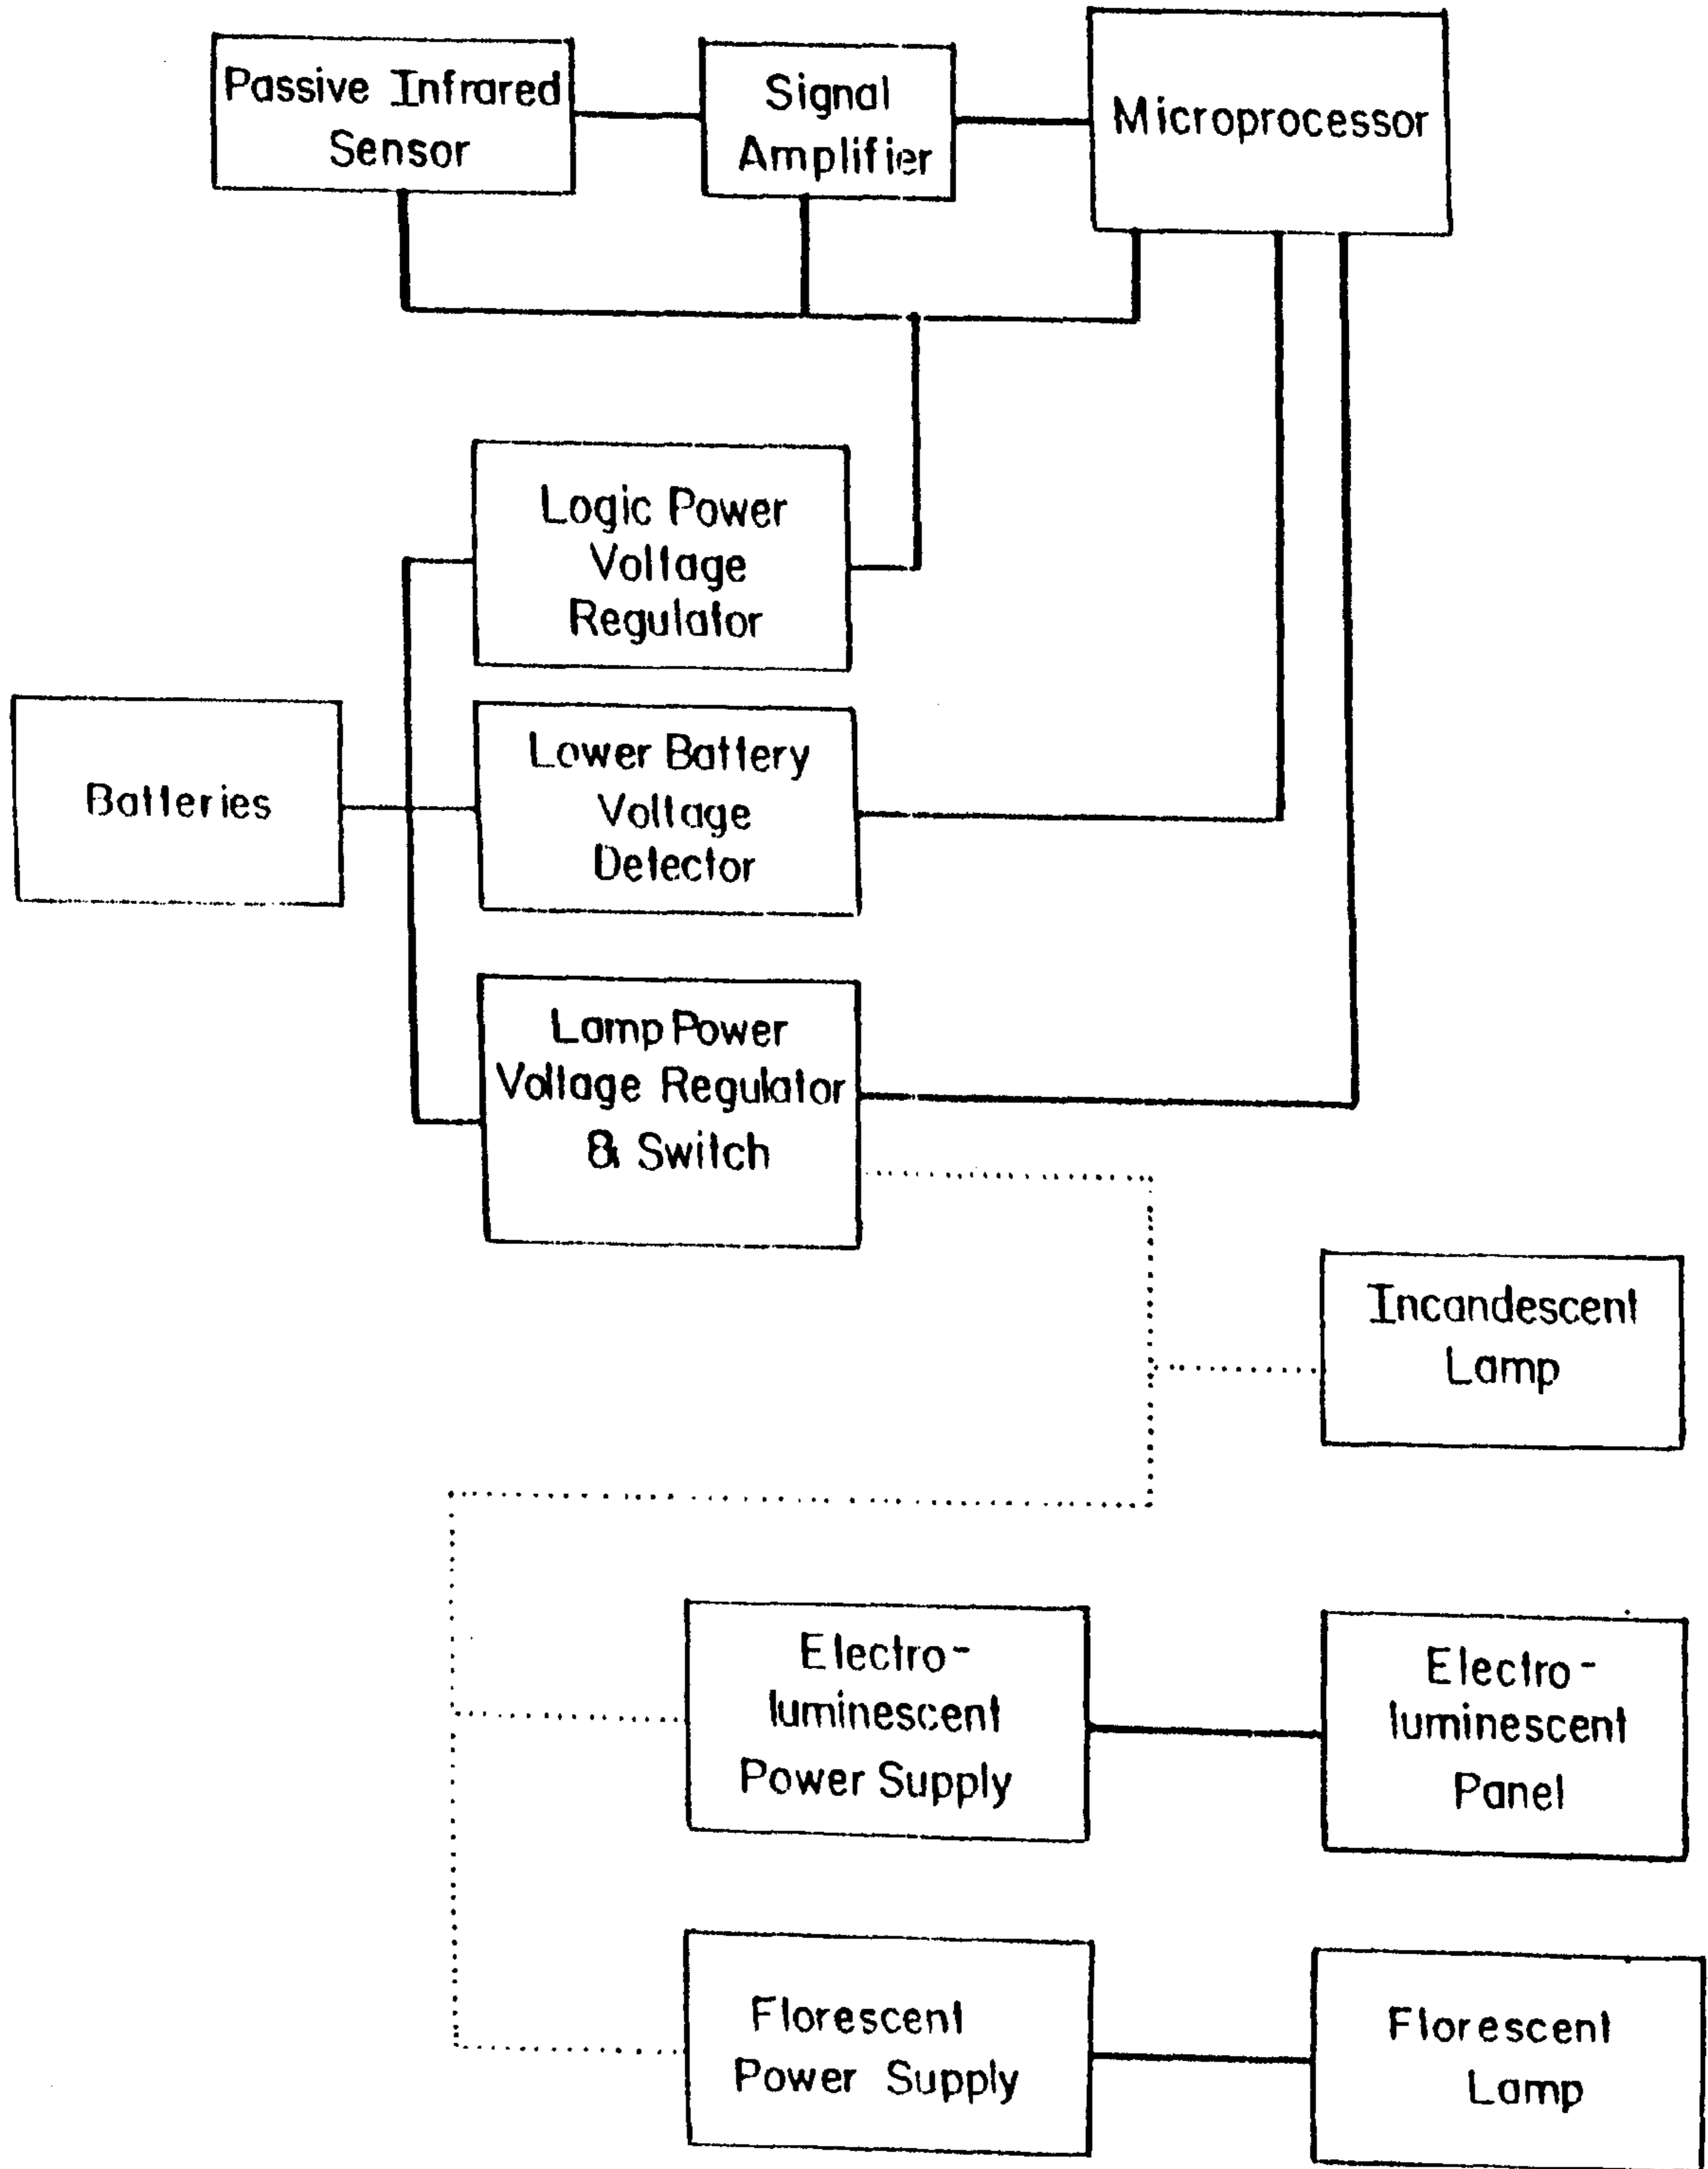 Passive Infrared
Sensor
Signal
Amplifier
Microprocessor
Logic Power
Voltage
Regulator
Batteries
Lower Battery
Voltage
Detector
Lamp Power
Voltage Regulator
& Switch
Incandescent
Lamp
Electro-
luminescent
Power Supply
Electro-
luminescent
Panel
Florescent
Power Supply
Florescent
Lamp